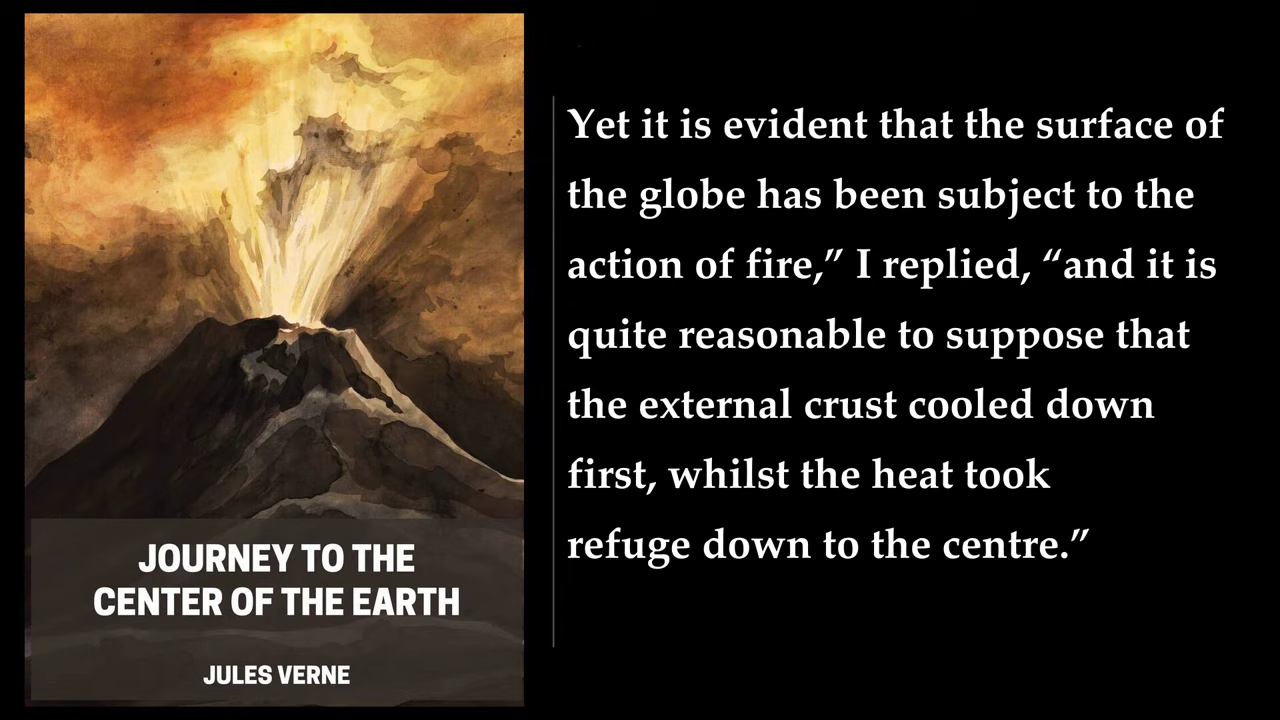 JOURNEY TO THE
CENTER OF THE EARTH
JULES VERNE
Yet it is evident that the surface of
the globe has been subject to the
action of fire,” I replied, “and it is
quite reasonable to suppose that
the external crust cooled down
first, whilst the heat took
refuge down to the centre.”